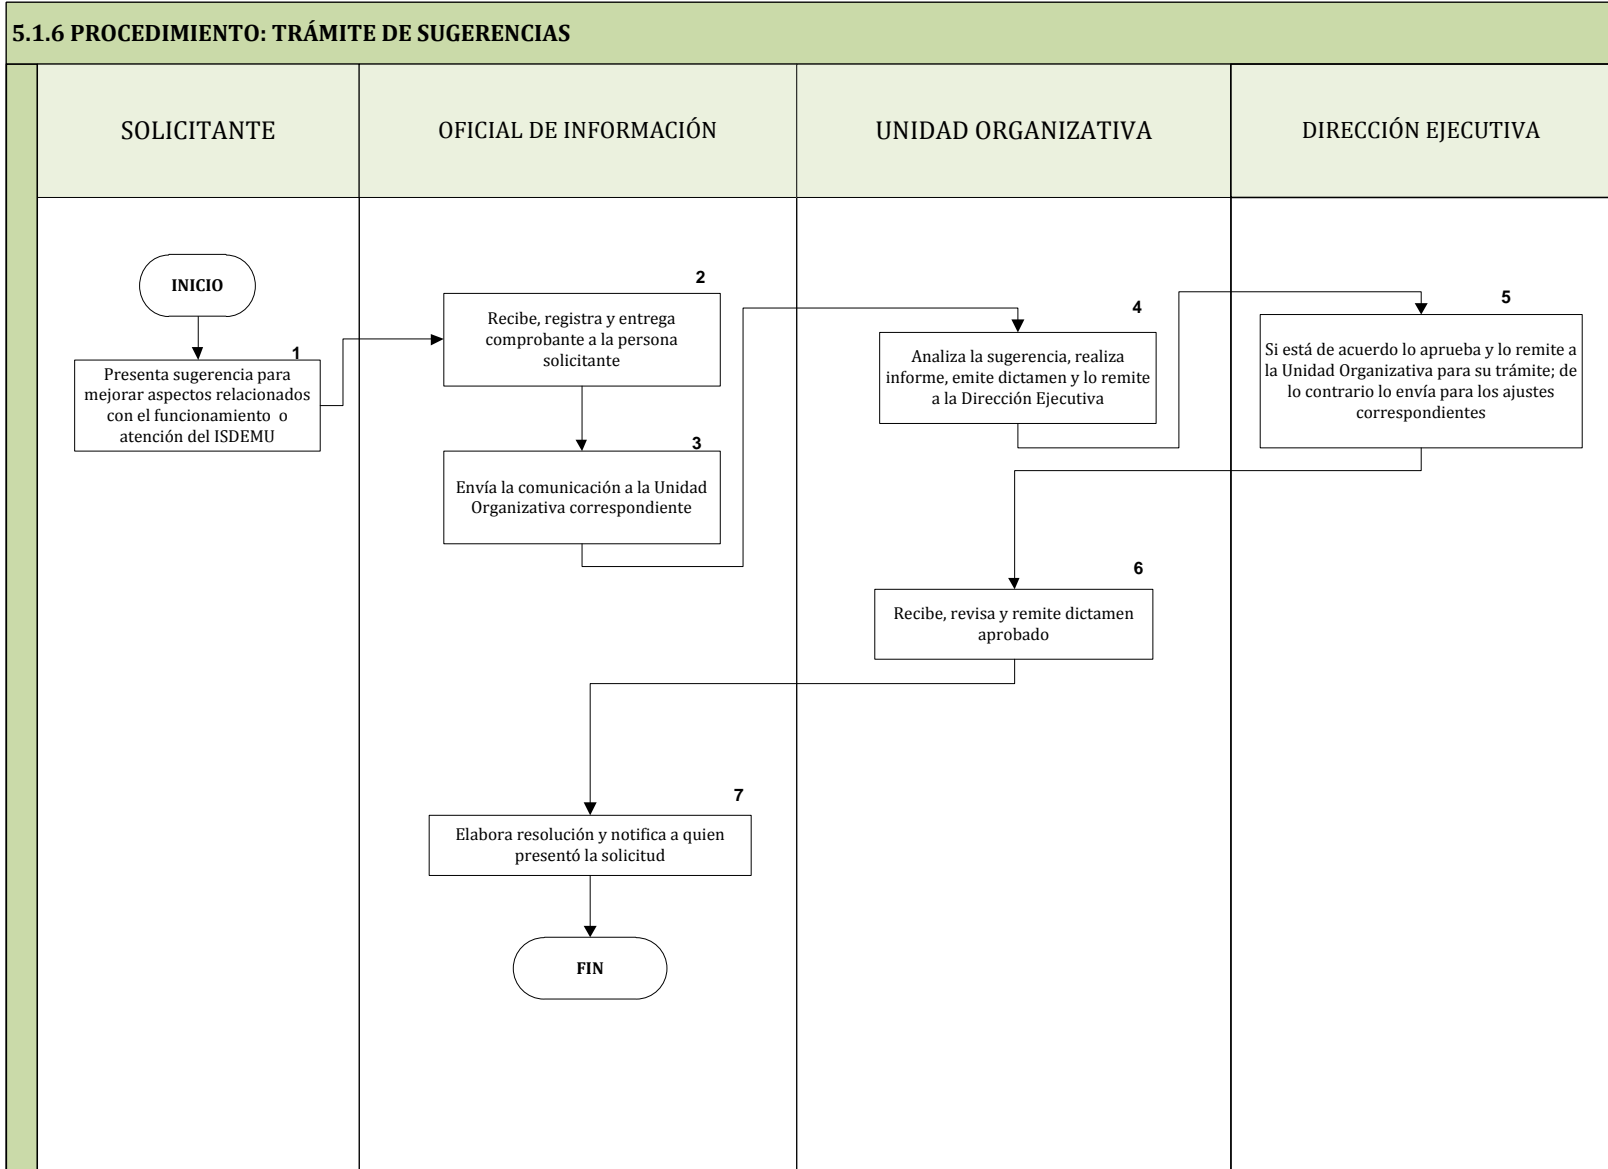 5.1.6 PROCEDIMIENTO: TRÁMITE DE SUGERENCIAS
SOLICITANTE
OFICIAL DE INFORMACIÓN
UNIDAD ORGANIZATIVA
DIRECCIÓN EJECUTIVA
INICIO
1
Presenta sugerencia para
mejorar aspectos relacionados
con el funcionamiento o
atención del ISDEMU
2
Recibe, registra y entrega
comprobante a la persona
solicitante
3
Envía la comunicación a la Unidad
Organizativa correspondiente
4
Analiza la sugerencia, realiza
informe, emite dictamen y lo remite
a la Dirección Ejecutiva
5
Si está de acuerdo lo aprueba y lo remite a
la Unidad Organizativa para su trámite; de
lo contrario lo envía para los ajustes
correspondientes
6
Recibe, revisa y remite dictamen
aprobado
7
Elabora resolución y notifica a quien
presentó la solicitud
FIN